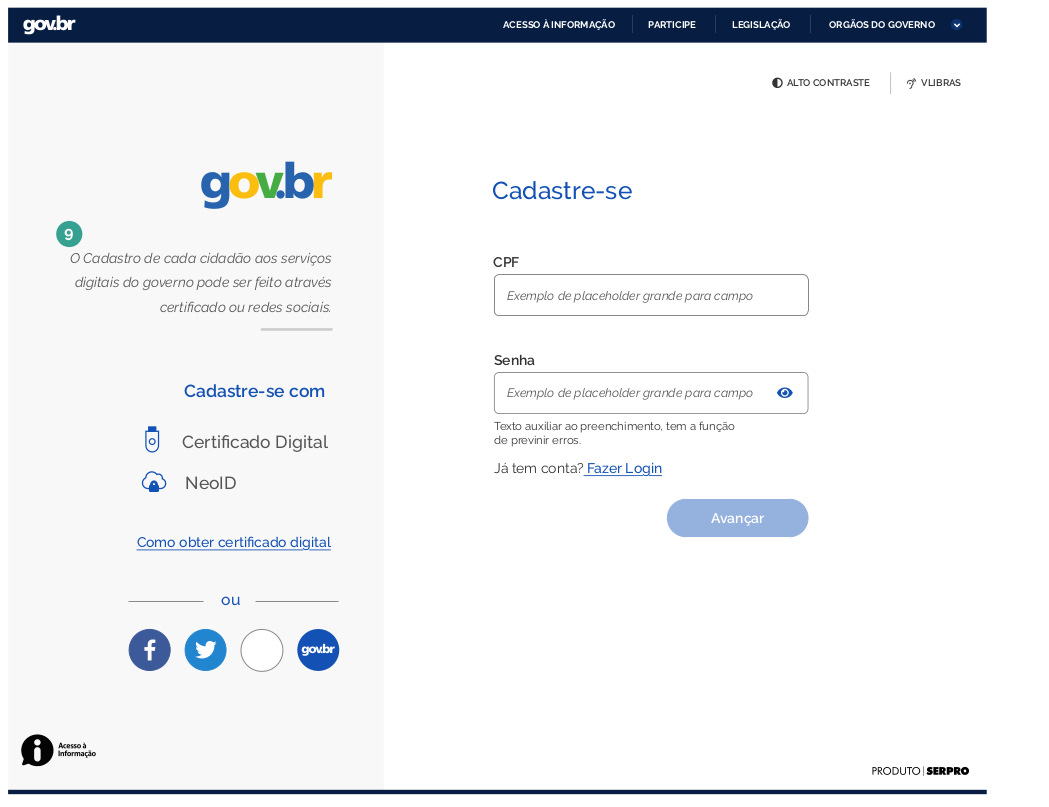 gov.br
ACESSO À INFORMAÇÃO
PARTICIPE
LEGISLAÇÃO
ORGÃOS DO GOVERNO
ALTO CONTRASTE
VLIBRAS
gov.br
9
O Cadastro de cada cidadão aos serviços
digitais do governo pode ser feito através
certificado ou redes sociais.
Cadastre-se com
Certificado Digital
NeoID
Como obter certificado digital
ou
f
gov.br
Acesso à
Informação
Cadastre-se
CPF
Exemplo de placeholder grande para campo
Senha
Exemplo de placeholder grande para campo
Texto auxiliar ao preenchimento, tem a função
de previnir erros.
Já tem conta? Fazer Login
Avançar
PRODUTO SERPRO